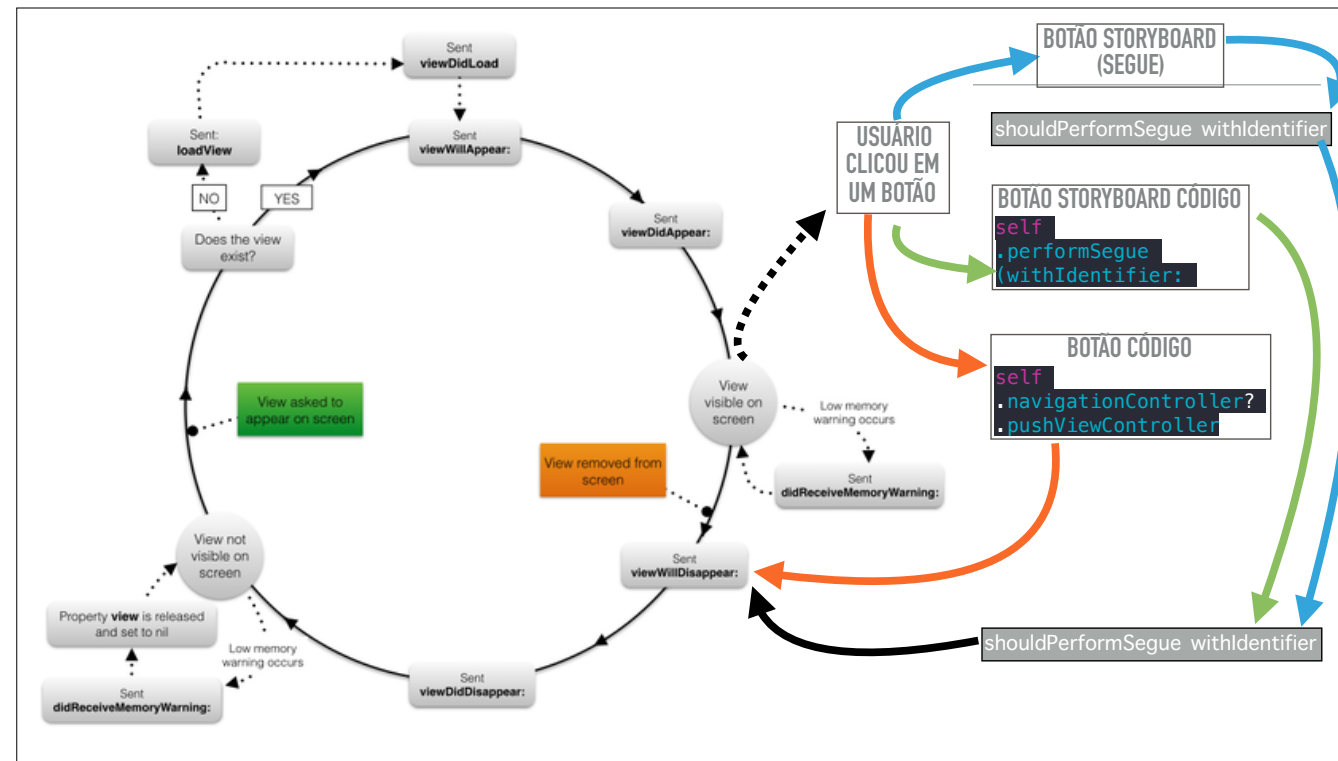 Sent
viewDidLoad
Sent:
loadView
Sent
viewWillAppear:
NO
YES
Does the view
exist?
Sent
viewDidAppear:
View asked to
appear on screen
View
visible on
screen
Low memory
warning occurs
View removed from
screen
Sent
didReceiveMemoryWarning:
View not
visible on
screen
Sent
viewWillDisappear:
Property view is released
and set to nil
Low memory
warning occurs
Sent
didReceiveMemoryWarning:
Sent
viewDidDisappear:
USUÁRIO
CLICOU EM
UM BOTÃO
BOTÃO STORYBOARD
(SEGUE)
shouldPerformSegue withIdentifier
BOTÃO STORYBOARD CÓDIGO
self
.performSegue
(withIdentifier:
BOTÃO CÓDIGO
self
.navigationController?
.pushViewController
shouldPerformSegue withIdentifier